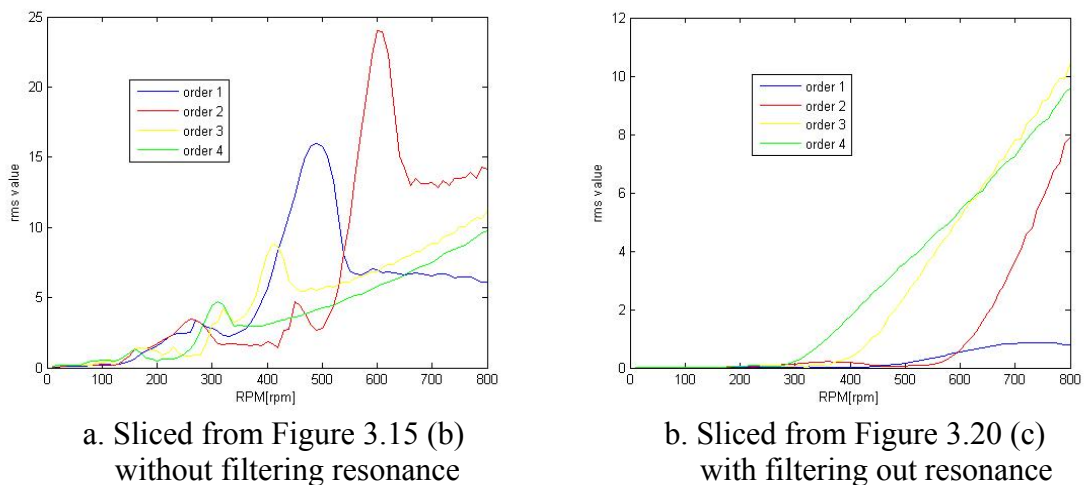 25
20
15
10
5
0
rms value
order 1
order 2
order 3
order 4
0 100 200 300 400 500 600 700 800
RPM[rpm]
a. Sliced from Figure 3.15 (b)
without filtering resonance
12
10
8
6
4
2
0
rms value
order 1
order 2
order 3
order 4
0 100 200 300 400 500 600 700 800
RPM[rpm]
b. Sliced from Figure 3.20 (c)
with filtering out resonance